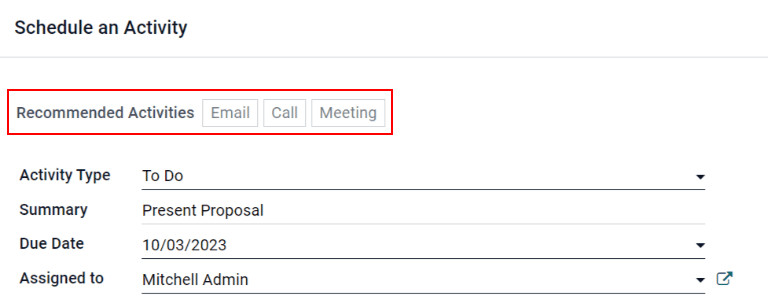 Schedule an Activity
Recommended Activities Email Call Meeting
Activity Type To Do
Summary Present Proposal
Due Date 10/03/2023
Assigned to Mitchell Admin